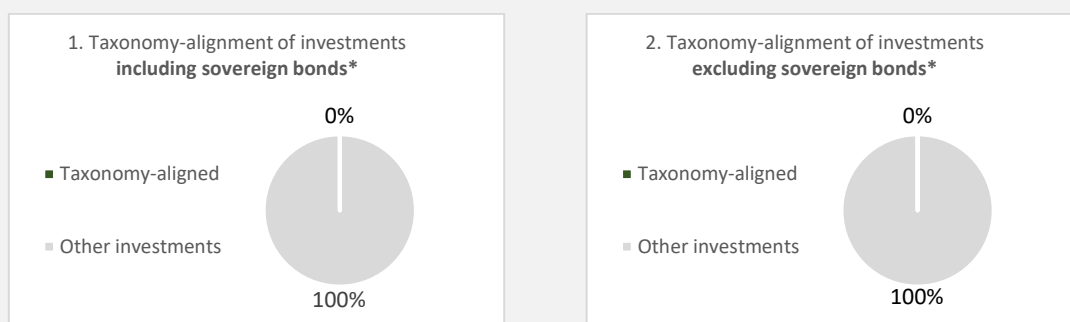 1. Taxonomy-alignment of investments
including sovereign bonds*
0%
Taxonomy-aligned
Other investments
100%
2. Taxonomy-alignment of investments
excluding sovereign bonds*
0%
Taxonomy-aligned
Other investments
100%